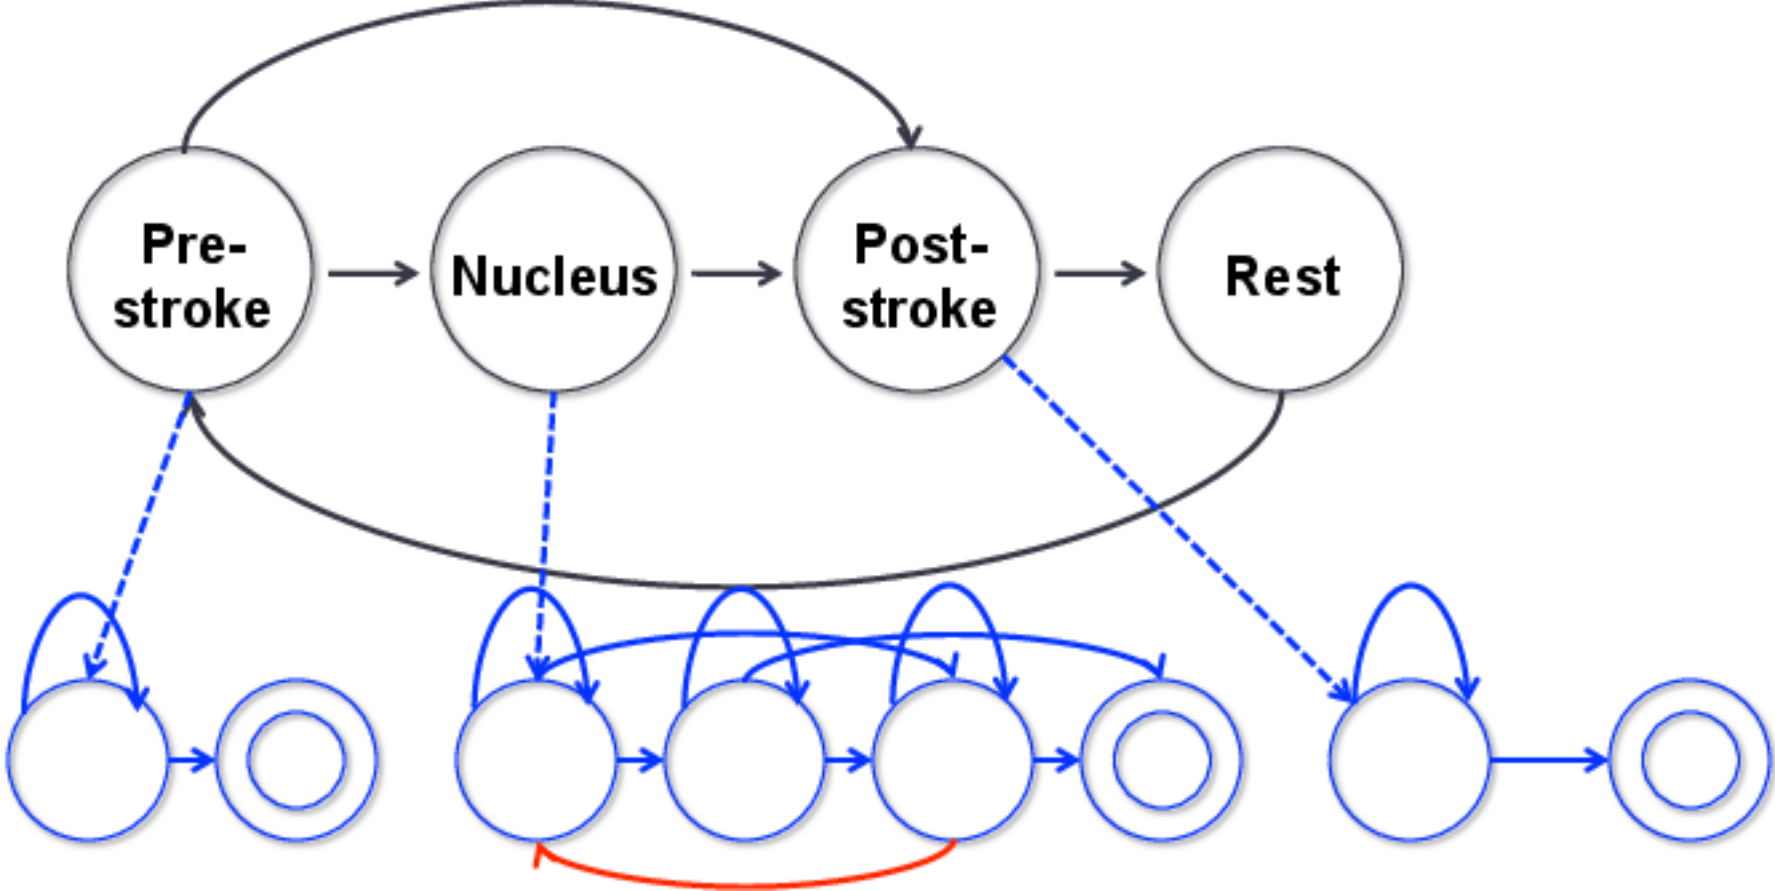 Pre-
stroke
Nucleus
Post-
stroke
Rest